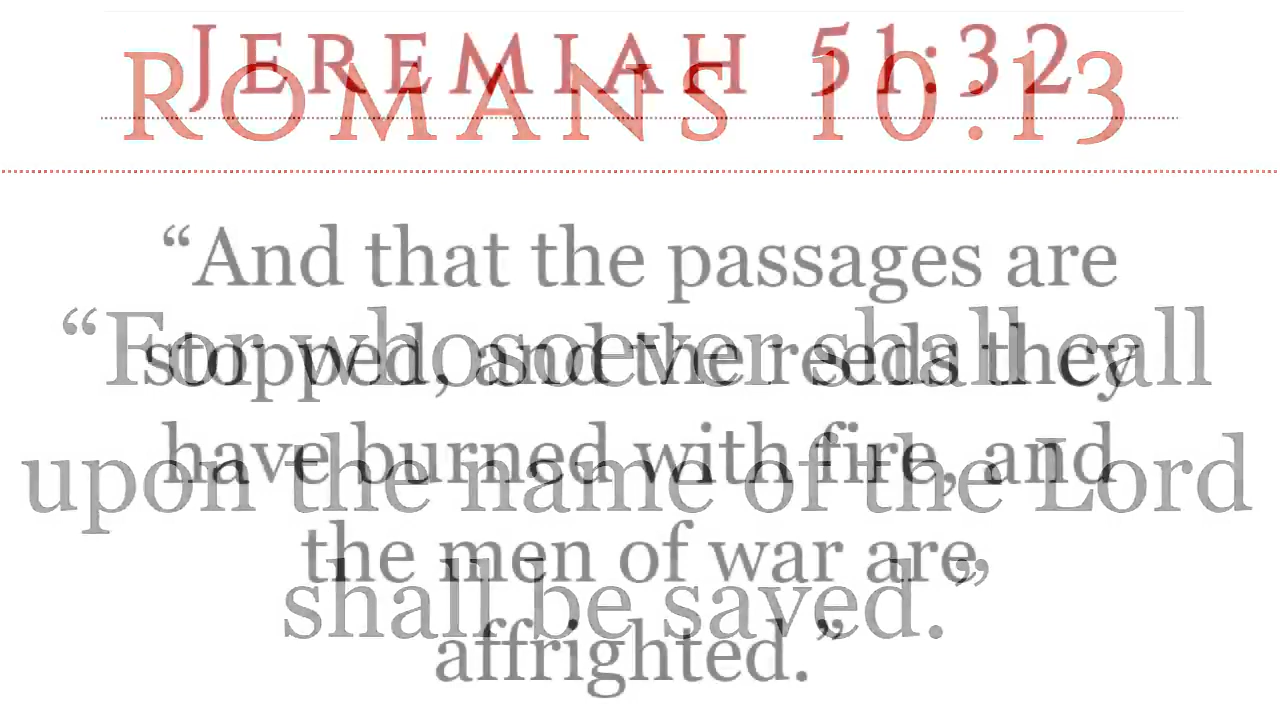 JEREMIAH 51:32
ROMANS 10:13
“And that the passages are
stopped, and the reeds they
have burned with fire, and
the men of war are
affrighted.”
“For whosoever shall call
upon the name of the Lord
shall be saved.”